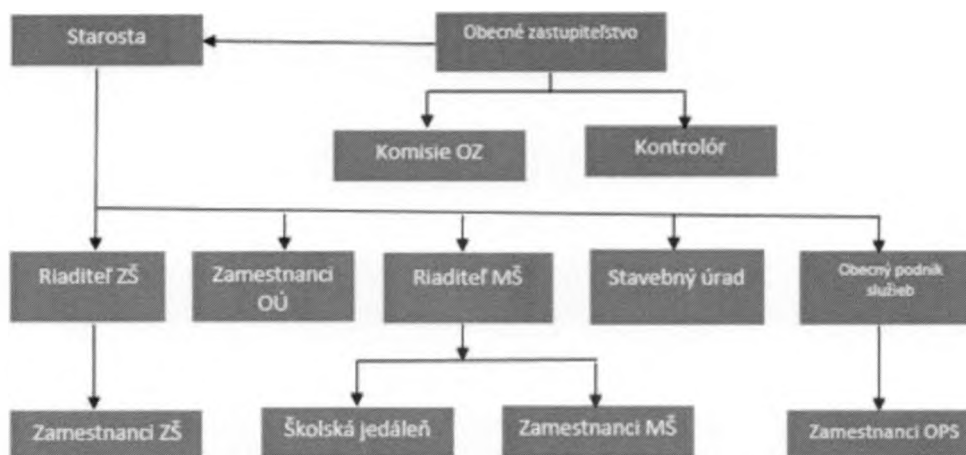 Starosta
Obecné zastupiteľstvo
Komisie OZ
Kontrolór
Riaditeľ ZŠ
Zamestnanci
OÚ
Riaditeľ MŠ
Stavebný úrad
Obecný podnik
služieb
Zamestnanci ZŠ
Školská jedáleň
Zamestnanci MŠ
Zamestnanci OPS